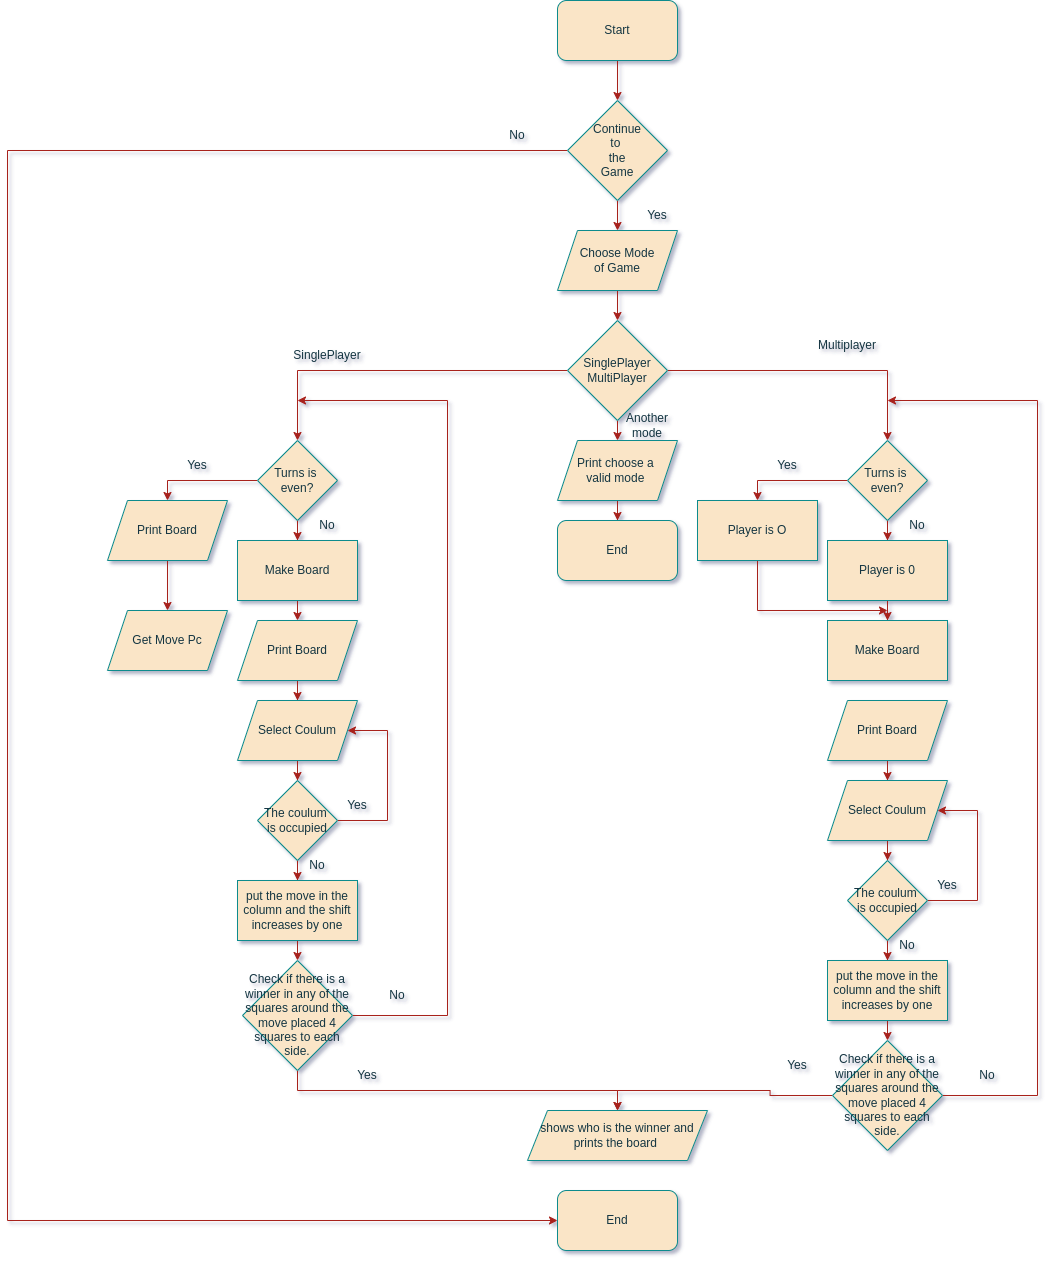 Start
No
Continue
to
the
Game
Yes
Choose Mode
of Game
SinglePlayer
Multiplayer
SinglePlayer
MultiPlayer
Another
mode
Print choose a
valid mode
End
Yes
Turns is
even?
No
Print Board
Make Board
Get Move Pc
Print Board
Select Coulum
The coulum
is occupied
Yes
No
put the move in the
column and the shift
increases by one
Check if there is a
winner in any of the
squares around the
move placed 4
squares to each
side.
No
Yes
Yes
Turns is
even?
No
Player is O
Player is 0
Make Board
Print Board
Select Coulum
The coulum
is occupied
Yes
No
put the move in the
column and the shift
increases by one
Yes
Check if there is a
winner in any of the
squares around the
move placed 4
squares to each
side.
No
shows who is the winner and
prints the board
End